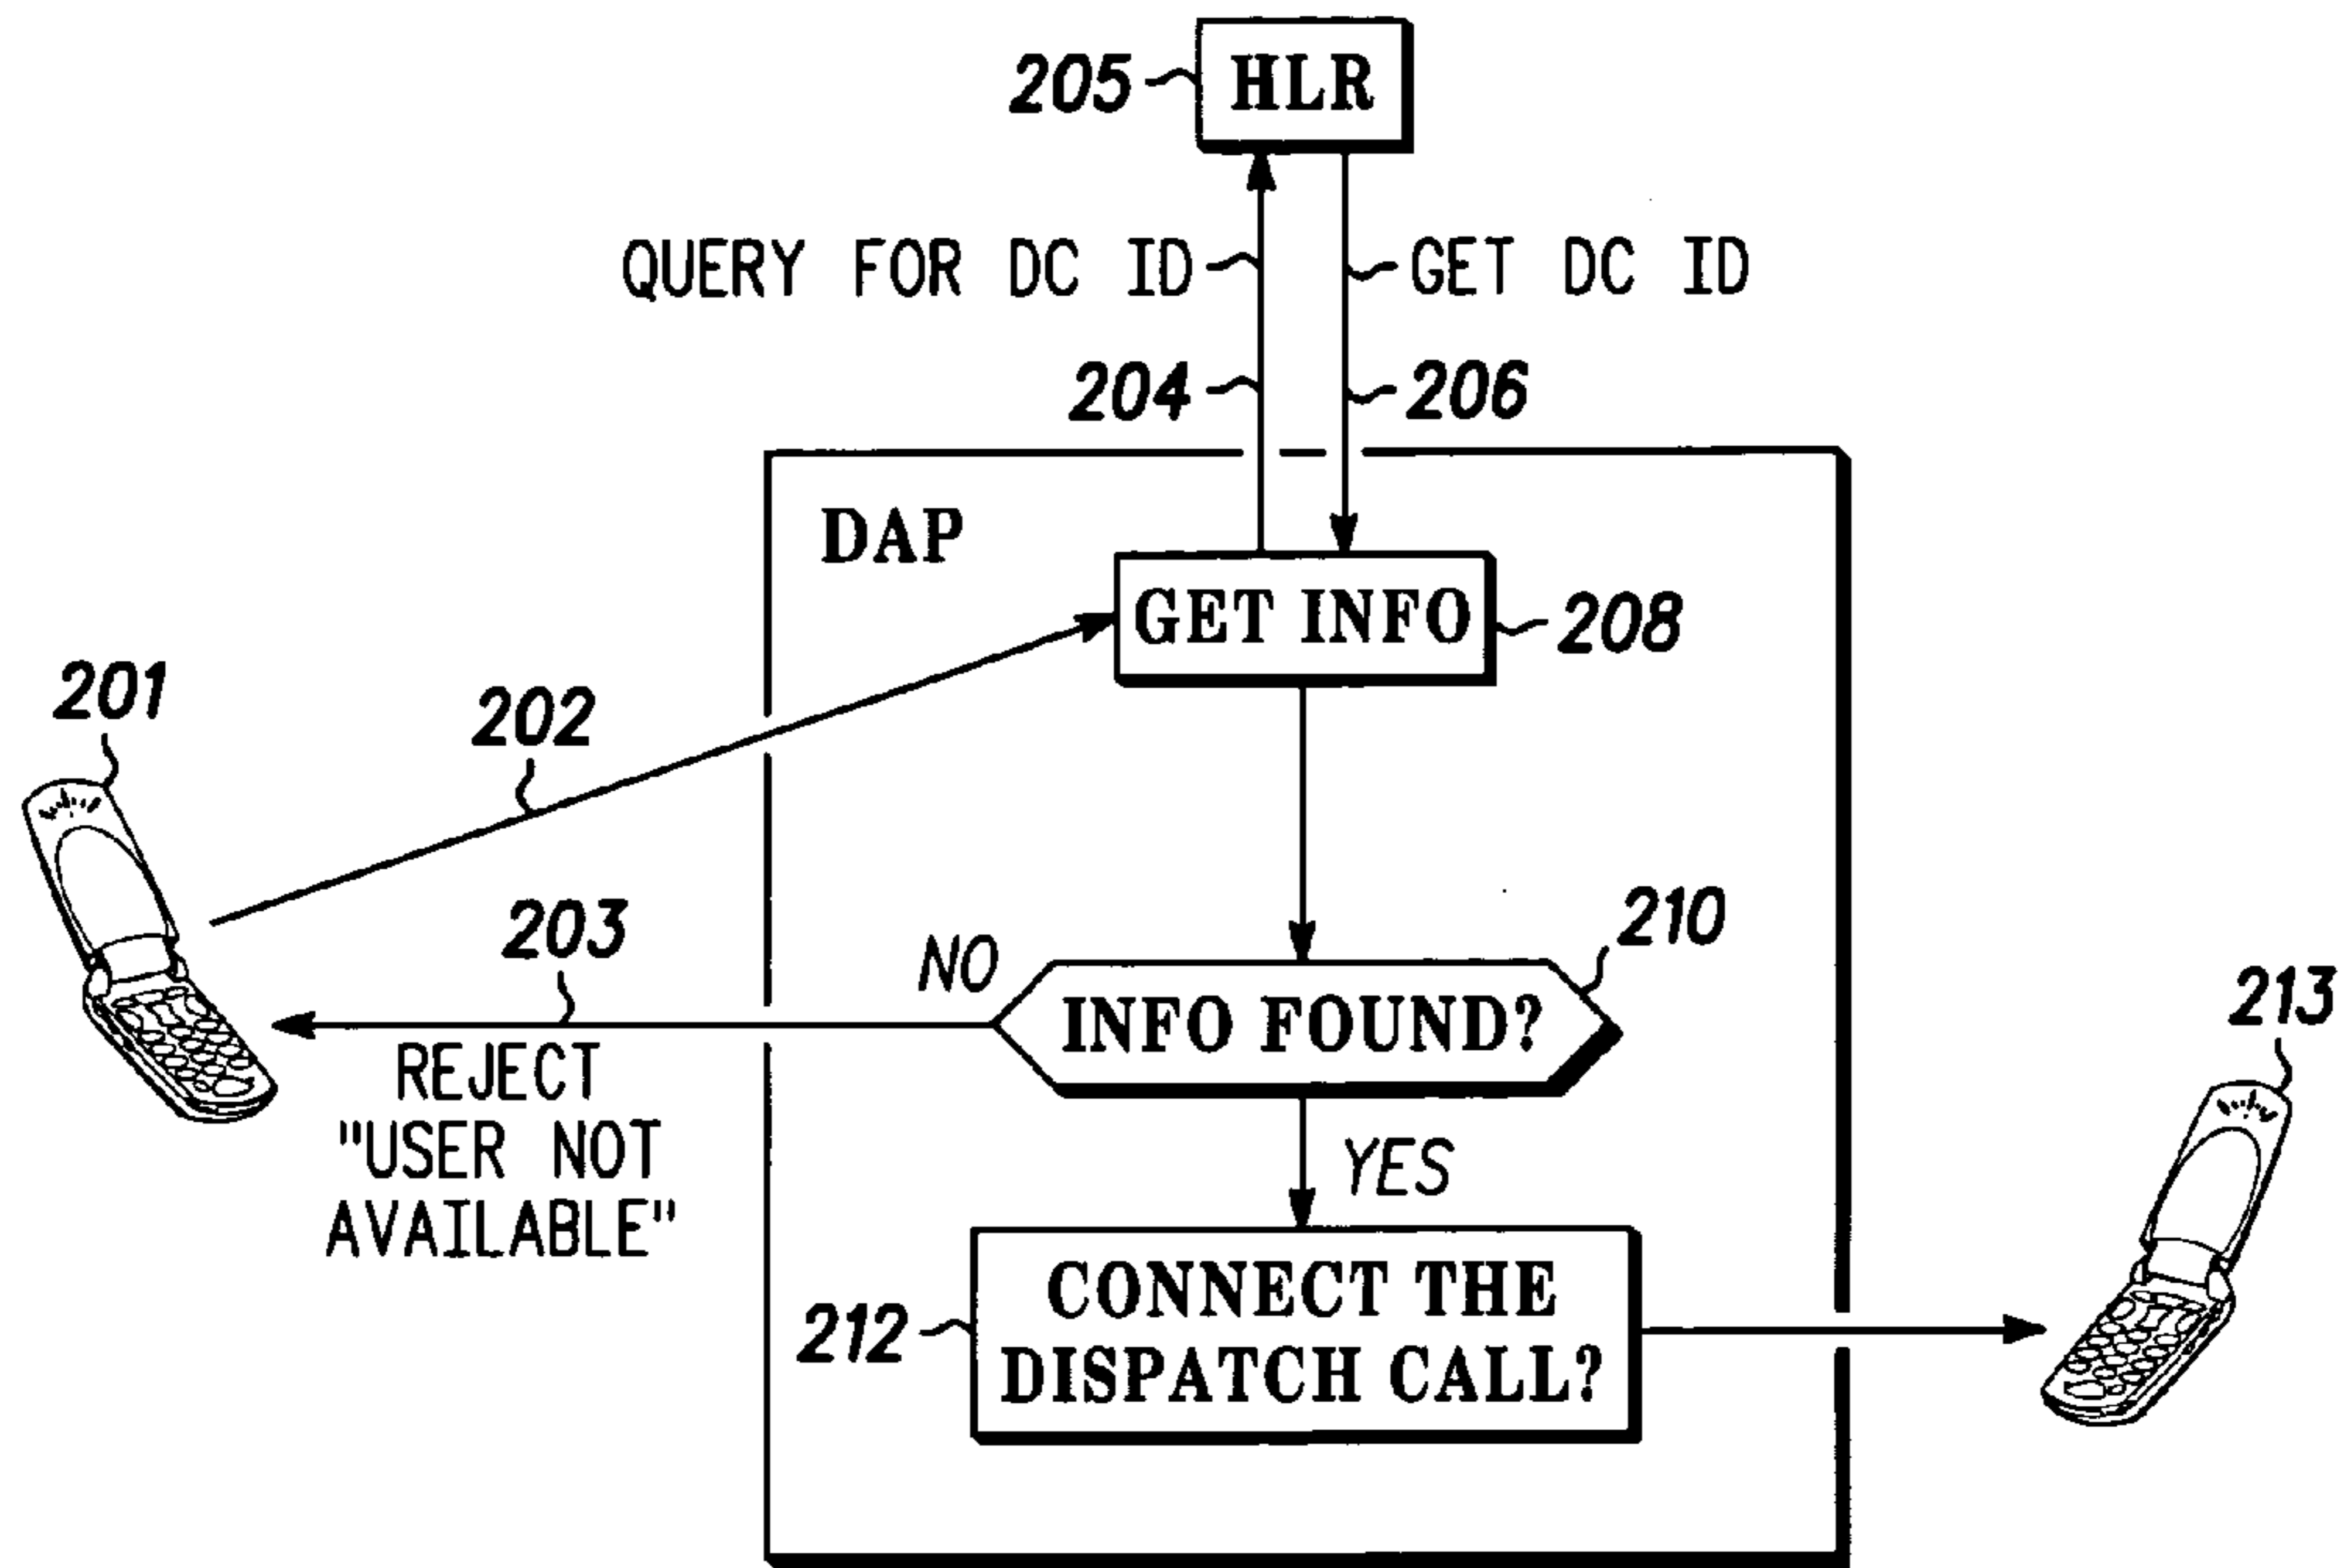 205
HLR
QUERY FOR DC ID
GET DC ID
204
206
DAP
GET INFO
208
201
202
203
NO
210
INFO FOUND?
213
REJECT
"USER NOT
AVAILABLE"
YES
212
CONNECT THE
DISPATCH CALL?